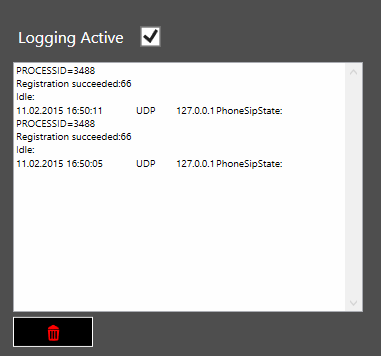 Logging Active
PROCESSID=3488
Registration succeeded:66
Idle:
11.02.2015 16:50:11 UDP 127.0.0.1 PhoneSipState:
PROCESSID=3488
Registration succeeded:66
Idle:
11.02.2015 16:50:05 UDP 127.0.0.1 PhoneSipState: